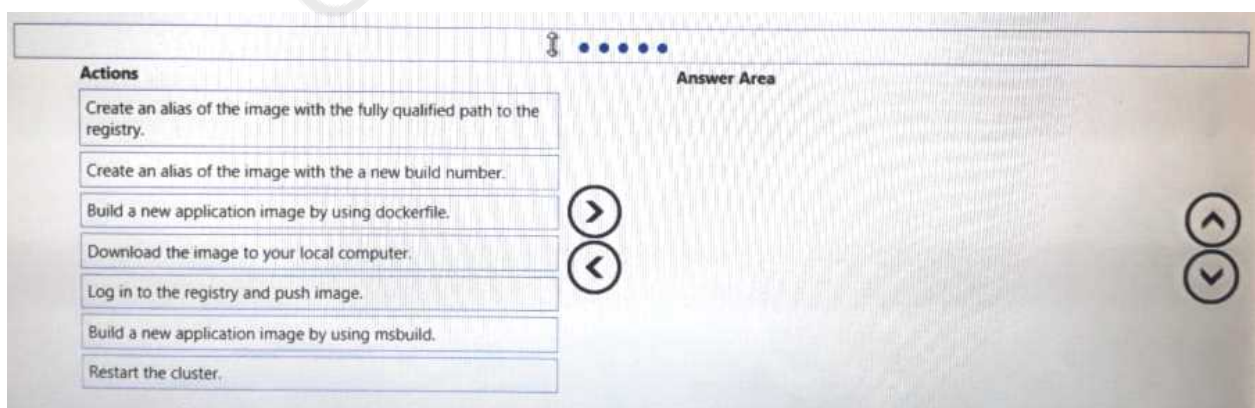 Actions
Answer Area
Create an alias of the image with the fully qualified path to the
registry.
Create an alias of the image with the a new build number.
Build a new application image by using dockerfile.
Download the image to your local computer.
Log in to the registry and push image.
Build a new application image by using msbuild.
Restart the cluster.